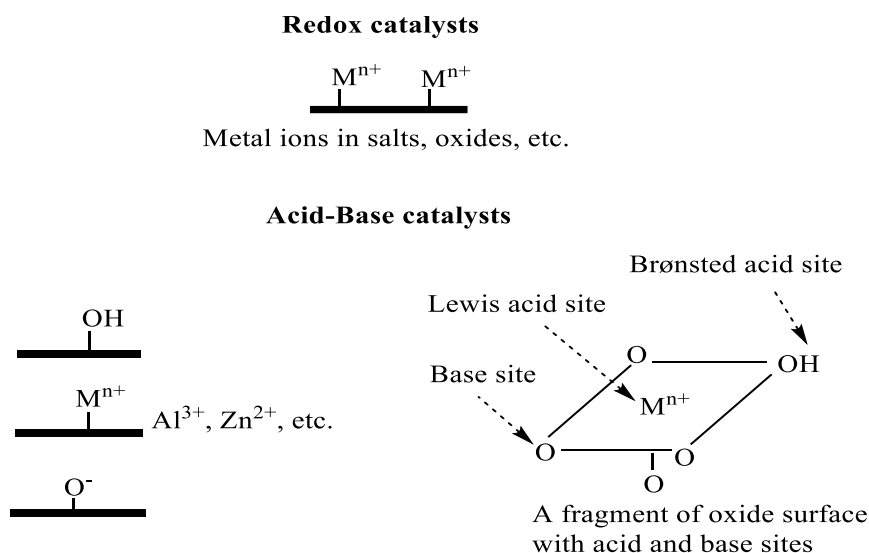 Redox catalysts
Mⁿ⁺ Mⁿ⁺
Metal ions in salts, oxides, etc.
Acid-Base catalysts
OH
Mⁿ⁺
Al³⁺, Zn²⁺, etc.
O⁻
Brønsted acid site
Lewis acid site
Base site
O
OH
Mⁿ⁺
O
O
O
A fragment of oxide surface
with acid and base sites